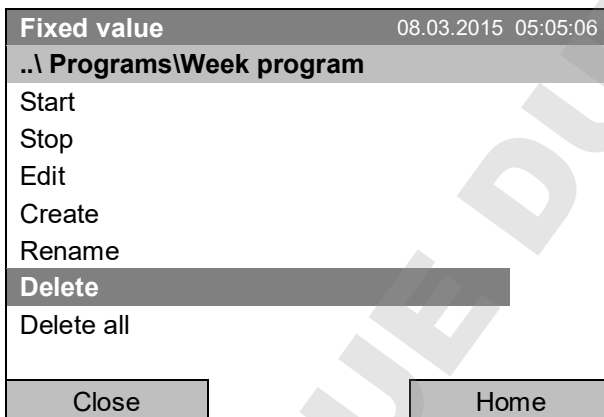 Fixed value 08.03.2015 05:05:06
..\ Programs\Week program
Start
Stop
Edit
Create
Rename
Delete
Delete all
Close Home